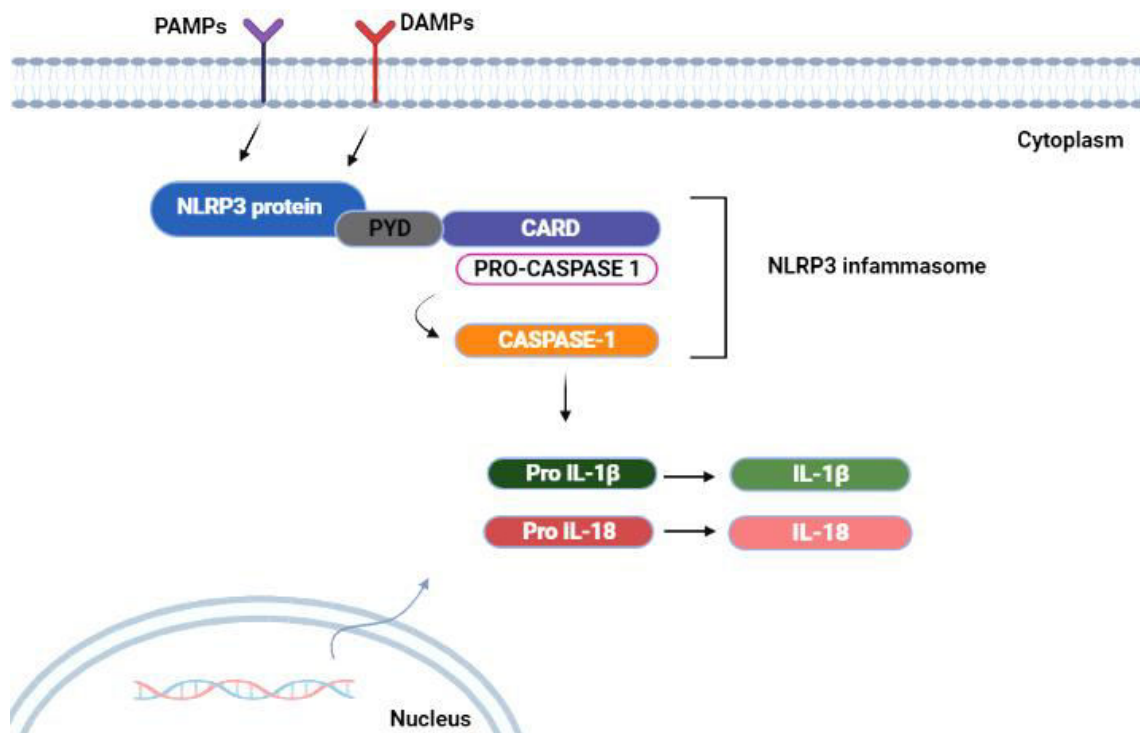 PAMPs
DAMPs
Cytoplasm
NLRP3 protein
PYD
CARD
PRO-CASPASE 1
NLRP3 infammasome
CASPASE-1
Pro IL-1β
IL-1β
Pro IL-18
IL-18
Nucleus